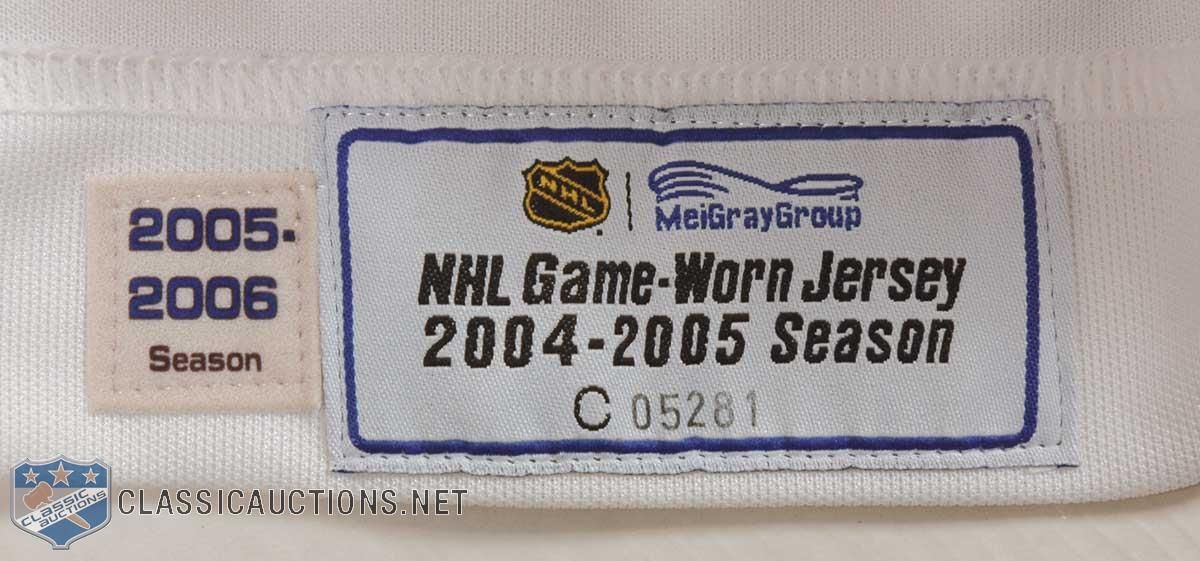 2005-
2006
Season
NHL
MeiGrayGroup
NHL Game-Worn Jersey
2004-2005 Season
C 05281
CLASSIC
AUCTIONS
CLASSICAUCTIONS.NET